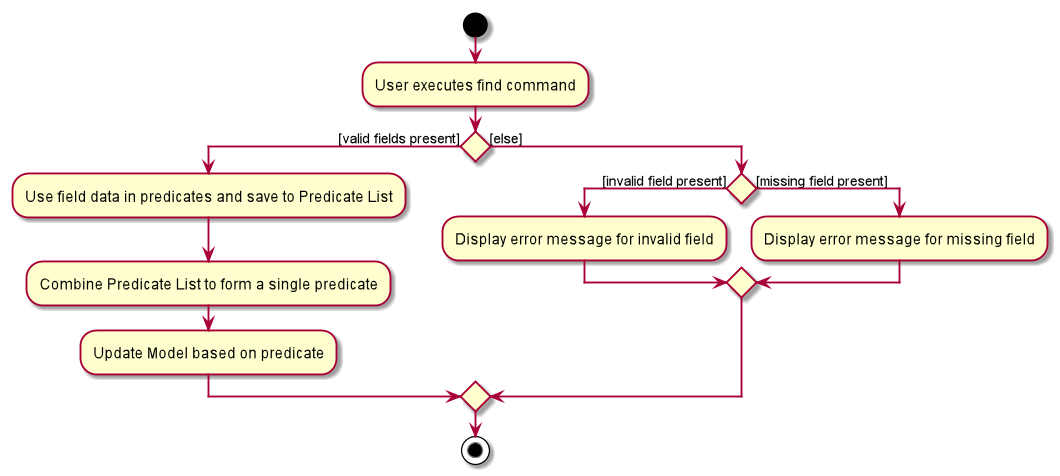 User executes find command
[valid fields present]
[else]
Use field data in predicates and save to Predicate List
[invalid field present]
[missing field present]
Display error message for invalid field
Display error message for missing field
Combine Predicate List to form a single predicate
Update Model based on predicate